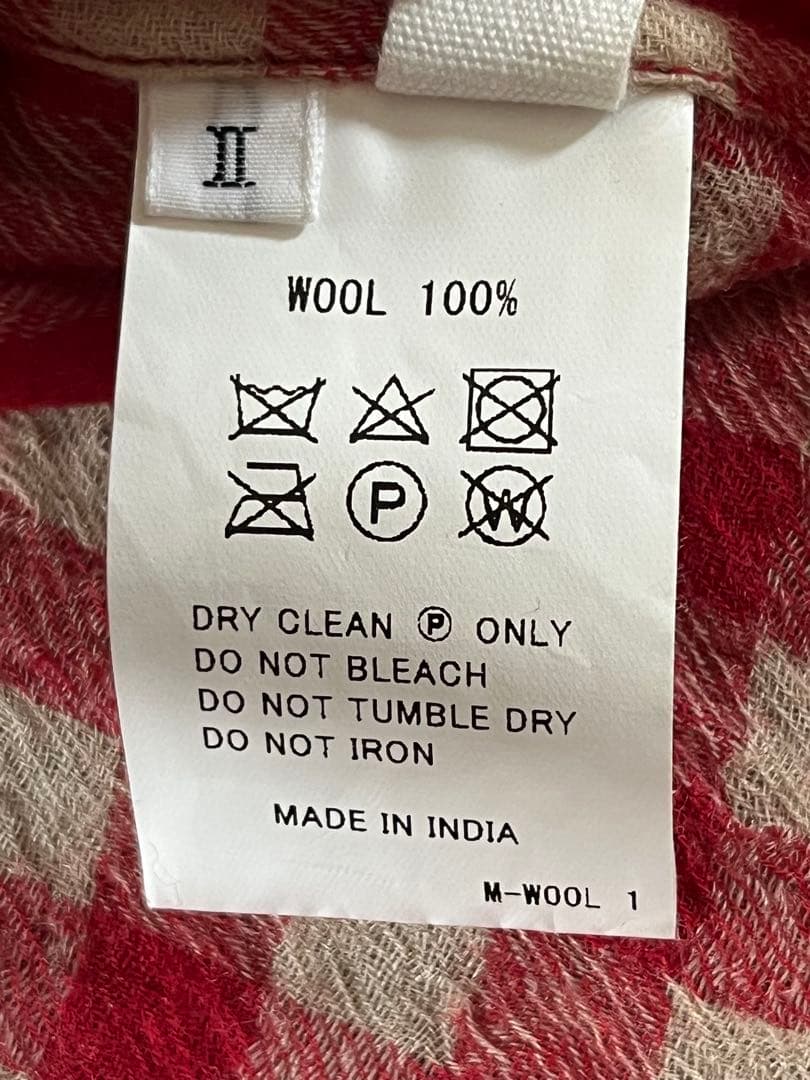 II
WOOL 100%
P W
DRY CLEAN Ⓟ ONLY
DO NOT BLEACH
DO NOT TUMBLE DRY
DO NOT IRON
MADE IN INDIA
M-WOOL 1